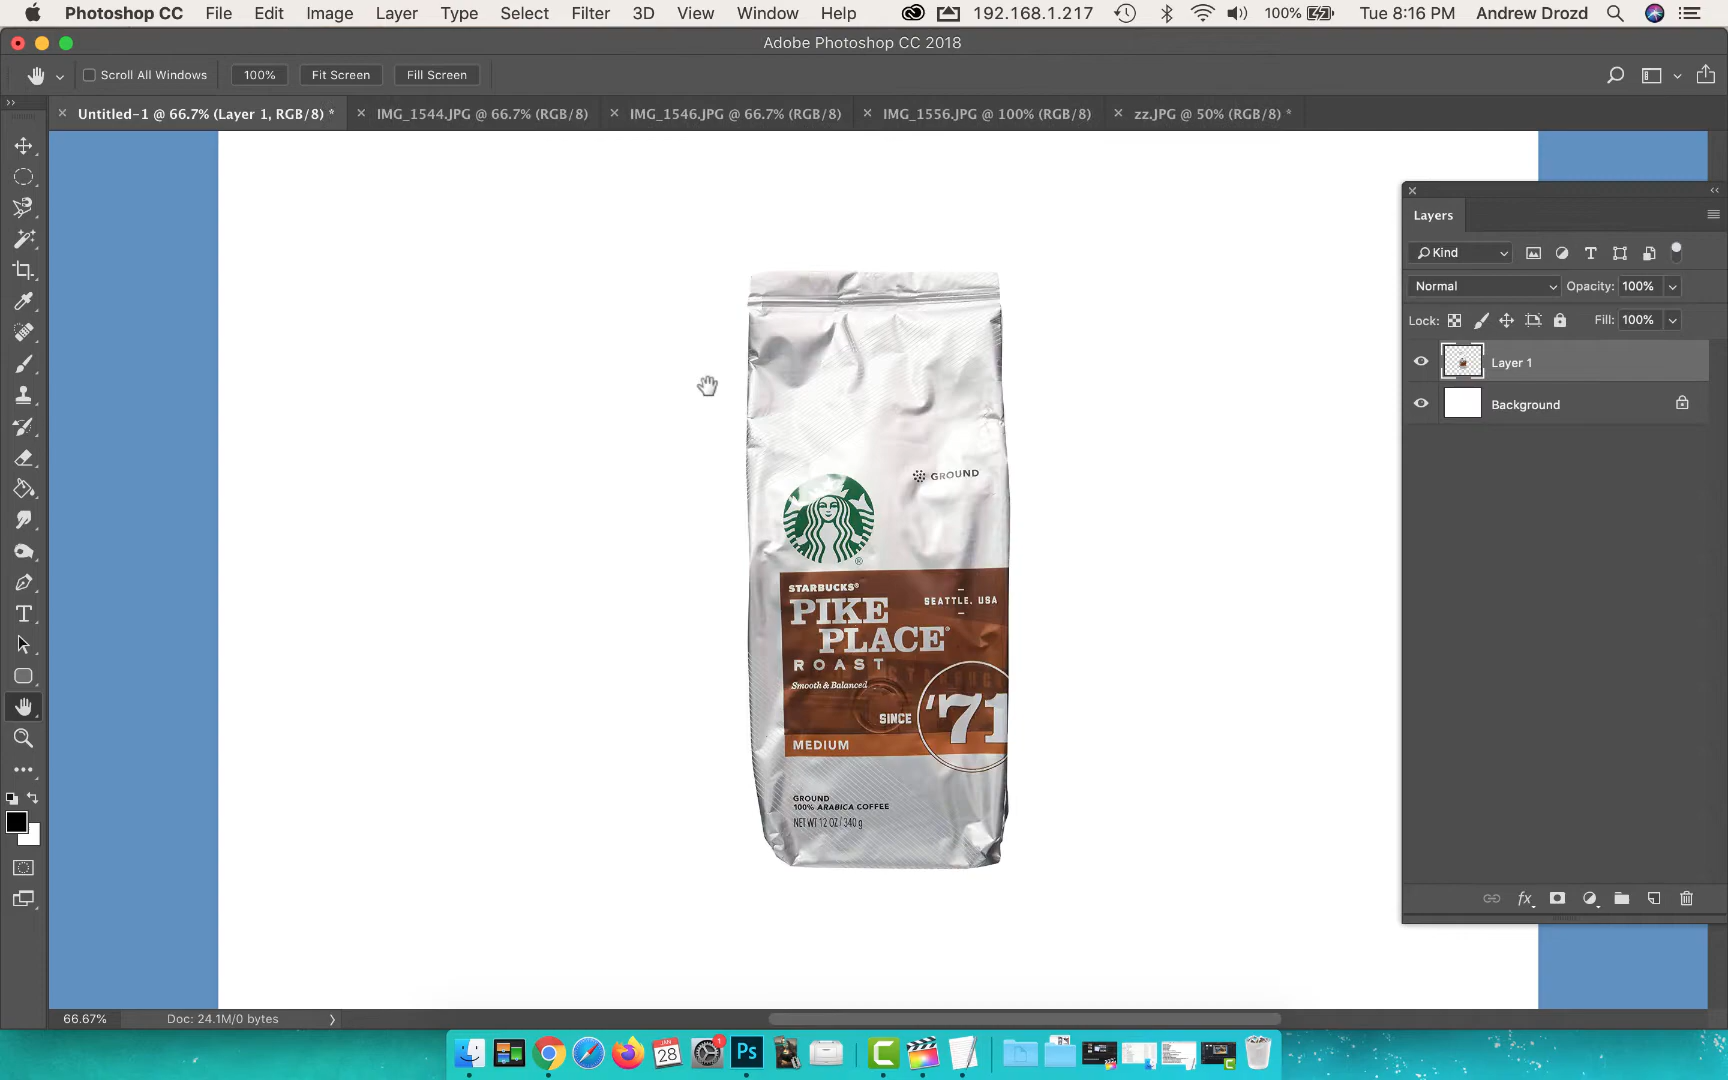 Photoshop CC File Edit Image Layer Type Select Filter 3D View Window Help 192.168.1.217 100% Tue 8:16 PM Andrew Drozd
Adobe Photoshop CC 2018
Scroll All Windows 100% Fit Screen Fill Screen
Untitled-1 @ 66.7% (Layer 1, RGB/8) * IMG_1544.JPG @ 66.7% (RGB/8) IMG_1546.JPG @ 66.7% (RGB/8) IMG_1556.JPG @ 100% (RGB/8) zz.JPG @ 50% (RGB/8) *
Layers
Kind
Normal Opacity: 100%
Lock: Fill: 100%
Layer 1
Background
GROUND
STARBUCKS®
PIKE
PLACE®
ROAST
Smooth & Balanced
SEATTLE, USA
SINCE '71
MEDIUM
GROUND
100% ARABICA COFFEE
NET WT 12 OZ / 340 g
66.67% Doc: 24.1M/0 bytes
JAN
28
1
Ps